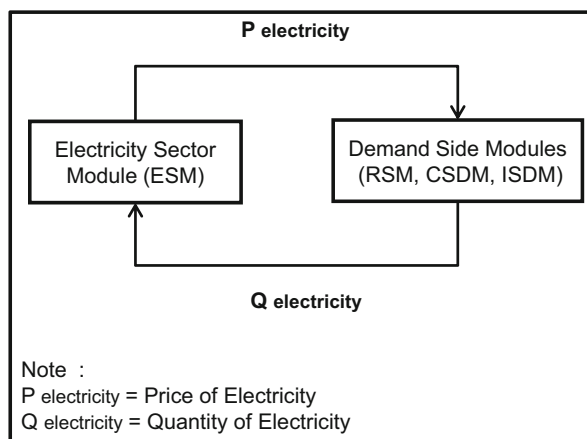 P electricity
Electricity Sector
Module (ESM)
Demand Side Modules
(RSM, CSDM, ISDM)
Q electricity
Note :
P electricity = Price of Electricity
Q electricity = Quantity of Electricity